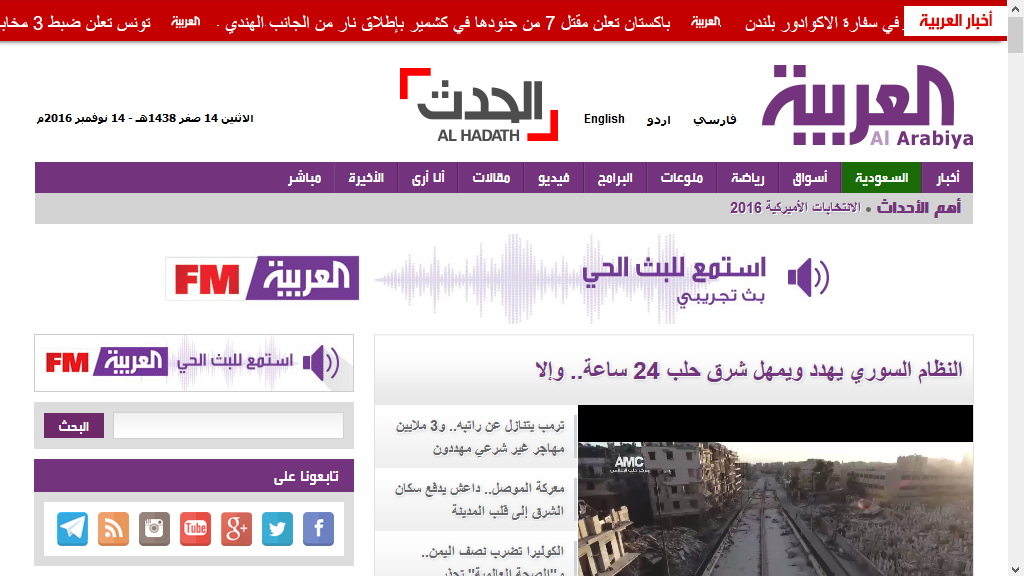 أخبار العربية
في سفارة الاكوادور بلندن العربية باكستان تعلن مقتل 7 من جنودها في كشمير بإطلاق نار من الجانب الهندي . العربية تونس تعلن ضبط 3 مخا
العربية
Al Arabiya
فارسي اردو English
الحدث
AL HADATH
الاثنين 14 صفر 1438هـ - 14 نوفمبر 2016م
أخبار السعودية أسواق رياضة منوعات البرامج فيديو مقالات أنا أرى الأخيرة مباشر
أهم الأحداث • الانتخابات الأميركية 2016
استمع للبث الحي
بث تجريبي
العربية FM
استمع للبث الحي العربية FM
النظام السوري يهدد ويمهل شرق حلب 24 ساعة.. وإلا
ترمب يتنازل عن راتبه.. و3 ملايين
مهاجر غير شرعي مهددون
معركة الموصل.. داعش يدفع سكان
الشرق إلى قلب المدينة
الكوليرا تضرب نصف اليمن..
و"الصحة العالمية" تحذر
AMC
البحث
تابعونا على
You Tube